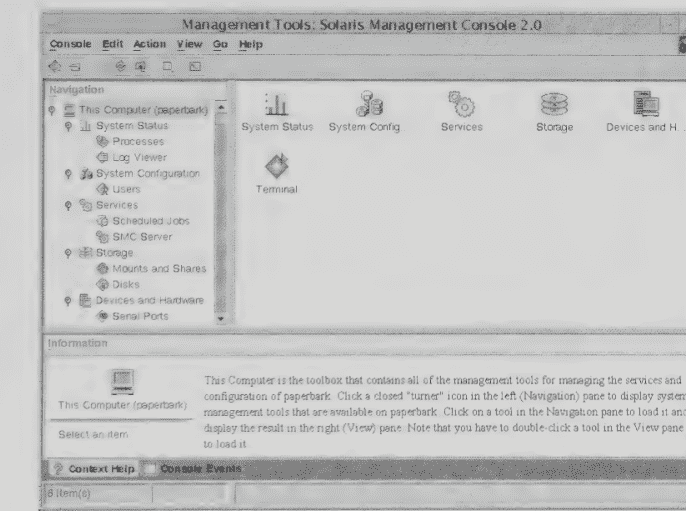 Management Tools: Solaris Management Console 2.0
Console Edit Action View Go Help
Navigation
This Computer (paperbark)
System Status
Processes
Log Viewer
System Configuration
Users
Services
Scheduled Jobs
SMC Server
Storage
Mounts and Shares
Disks
Devices and Hardware
Serial Ports
System Status System Config. Services Storage Devices and H...
Terminal
Information
This Computer (paperbark)
Select an item
This Computer is the toolbox that contains all of the management tools for managing the services and
configuration of paperbark. Click a closed "turner" icon in the left (Navigation) pane to display system
management tools that are available on paperbark. Click on a tool in the Navigation pane to load it and
display the result in the right (View) pane. Note that you have to double-click a tool in the View pane
to load it.
Context Help Console Events
6 Item(s)